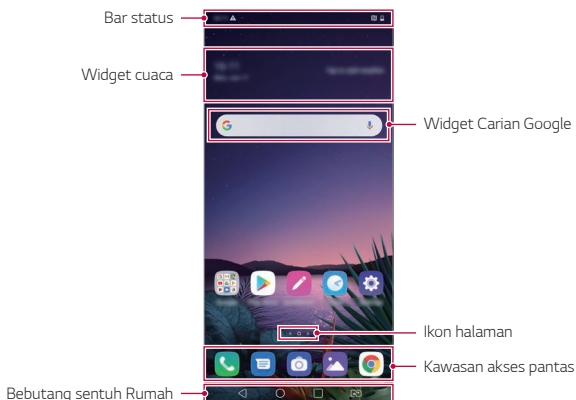 Bar status
Widget cuaca
Widget Carian Google
Ikon halaman
Kawasan akses pantas
Bebutang sentuh Rumah